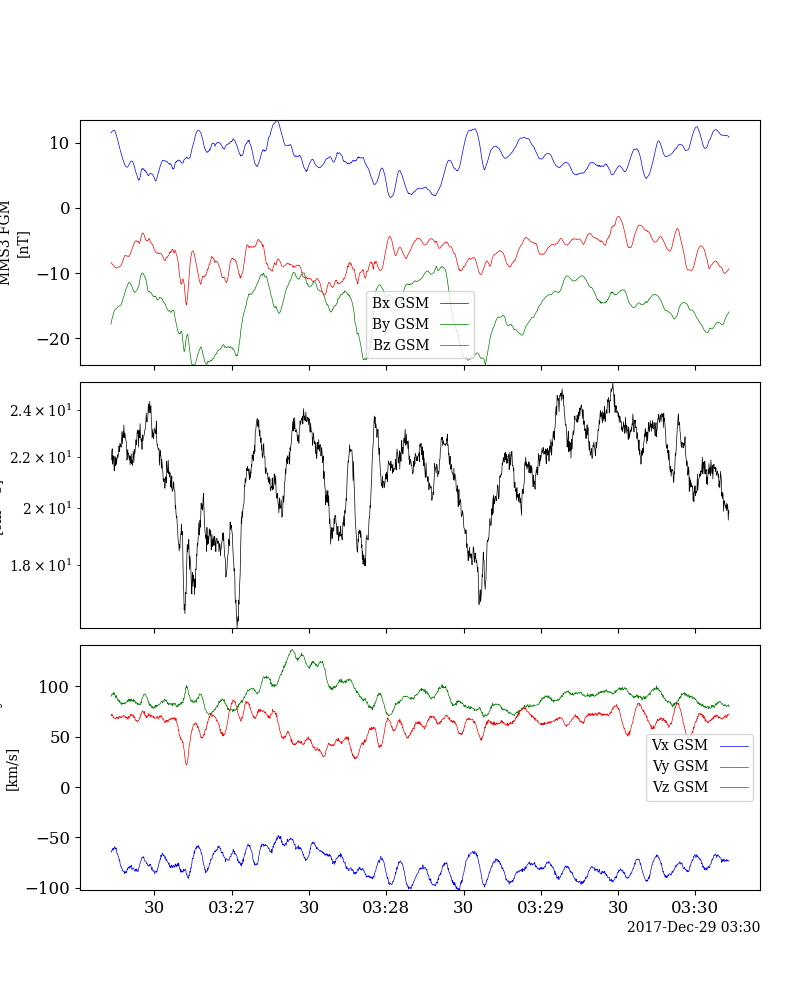 10
0
−10
−20
MMS3 FGM
[nT]
Bx GSM
By GSM
Bz GSM
2.4 × 10¹
2.2 × 10¹
2 × 10¹
1.8 × 10¹
100
50
0
−50
−100
[km/s]
Vx GSM
Vy GSM
Vz GSM
30 03:27 30 03:28 30 03:29 30 03:30
2017-Dec-29 03:30